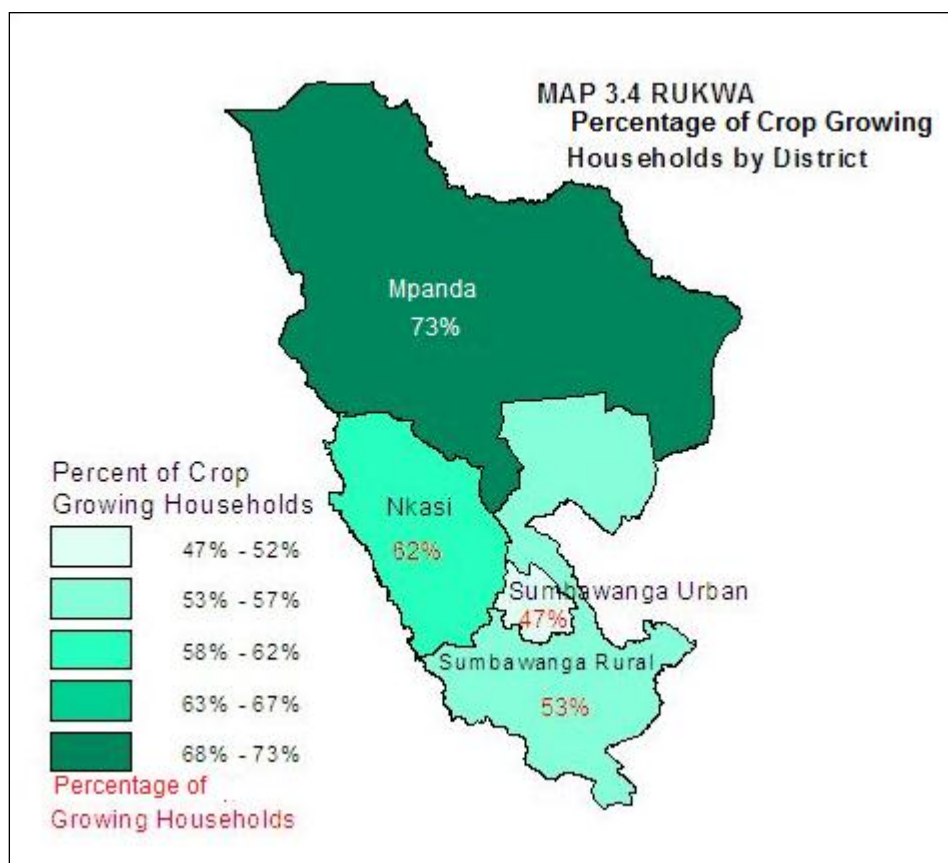 MAP 3.4 RUKWA
Percentage of Crop Growing
Households by District
Mpanda
73%
Nkasi
62%
Sumbawanga Urban
47%
Sumbawanga Rural
53%
Percent of Crop
Growing Households
47% - 52%
53% - 57%
58% - 62%
63% - 67%
68% - 73%
Percentage of
Growing Households